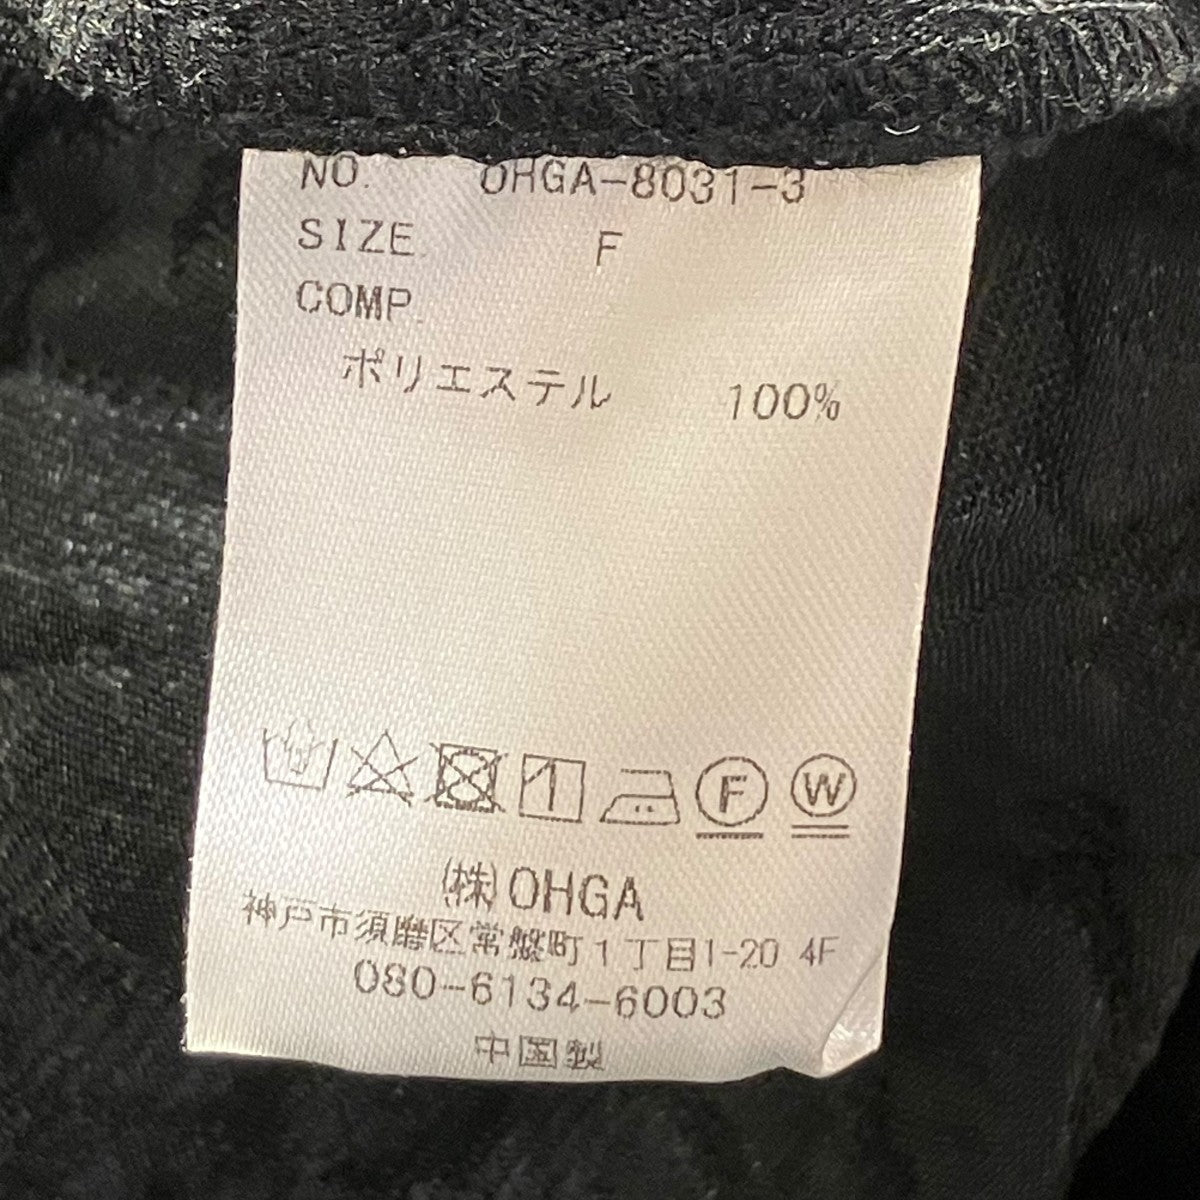 NO. OHGA-8031-3
SIZE. F
COMP.
ポリエステル 100%
F W
(株)OHGA
神戸市須磨区常盤町1丁目1-20 4F
080-6134-6003
中国製